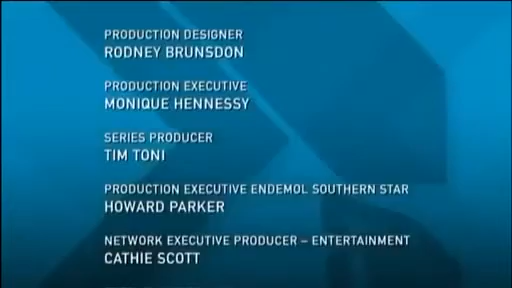 PRODUCTION DESIGNER
RODNEY BRUNSDON
PRODUCTION EXECUTIVE
MONIQUE HENNESSY
SERIES PRODUCER
TIM TONI
PRODUCTION EXECUTIVE ENDEMOL SOUTHERN STAR
HOWARD PARKER
NETWORK EXECUTIVE PRODUCER – ENTERTAINMENT
CATHIE SCOTT